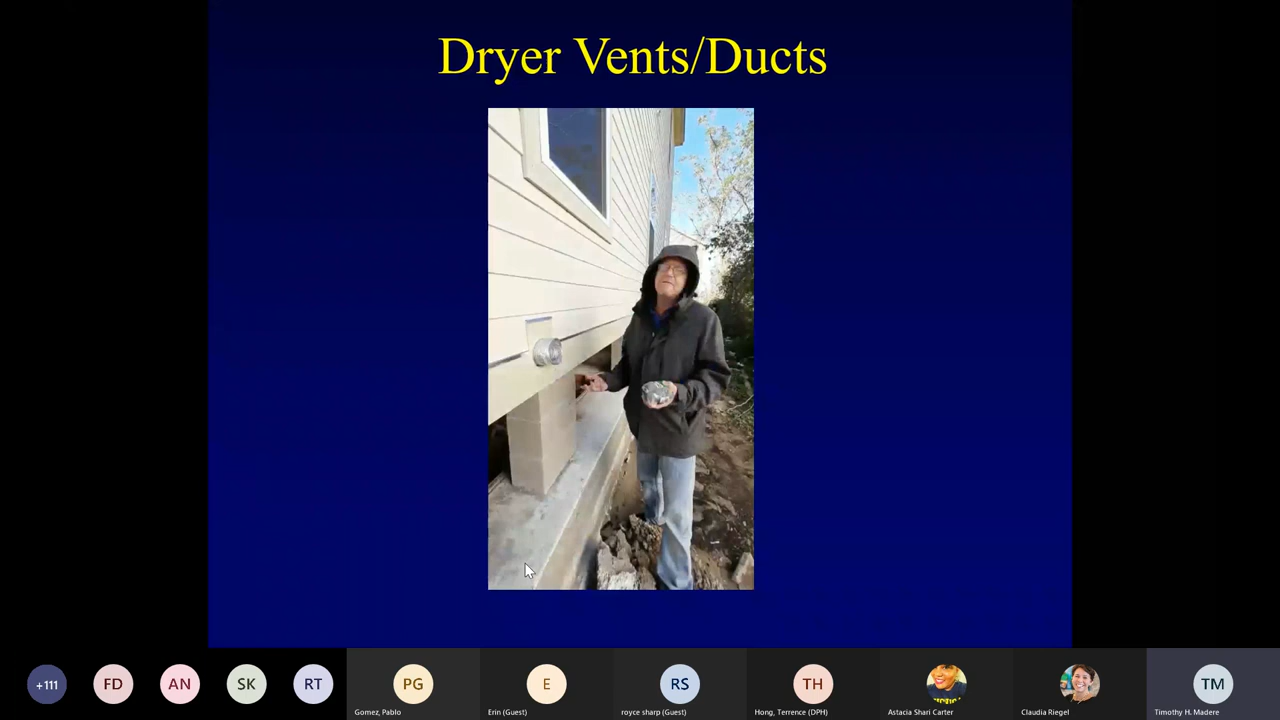 Dryer Vents/Ducts
+111
FD
AN
SK
RT
PG
E
RS
TH
TM
Gomez, Pablo
Erin (Guest)
royce sharp (Guest)
Hong, Terrence (DPH)
Astacia Shari Carter
Claudia Riegel
Timothy H. Madere